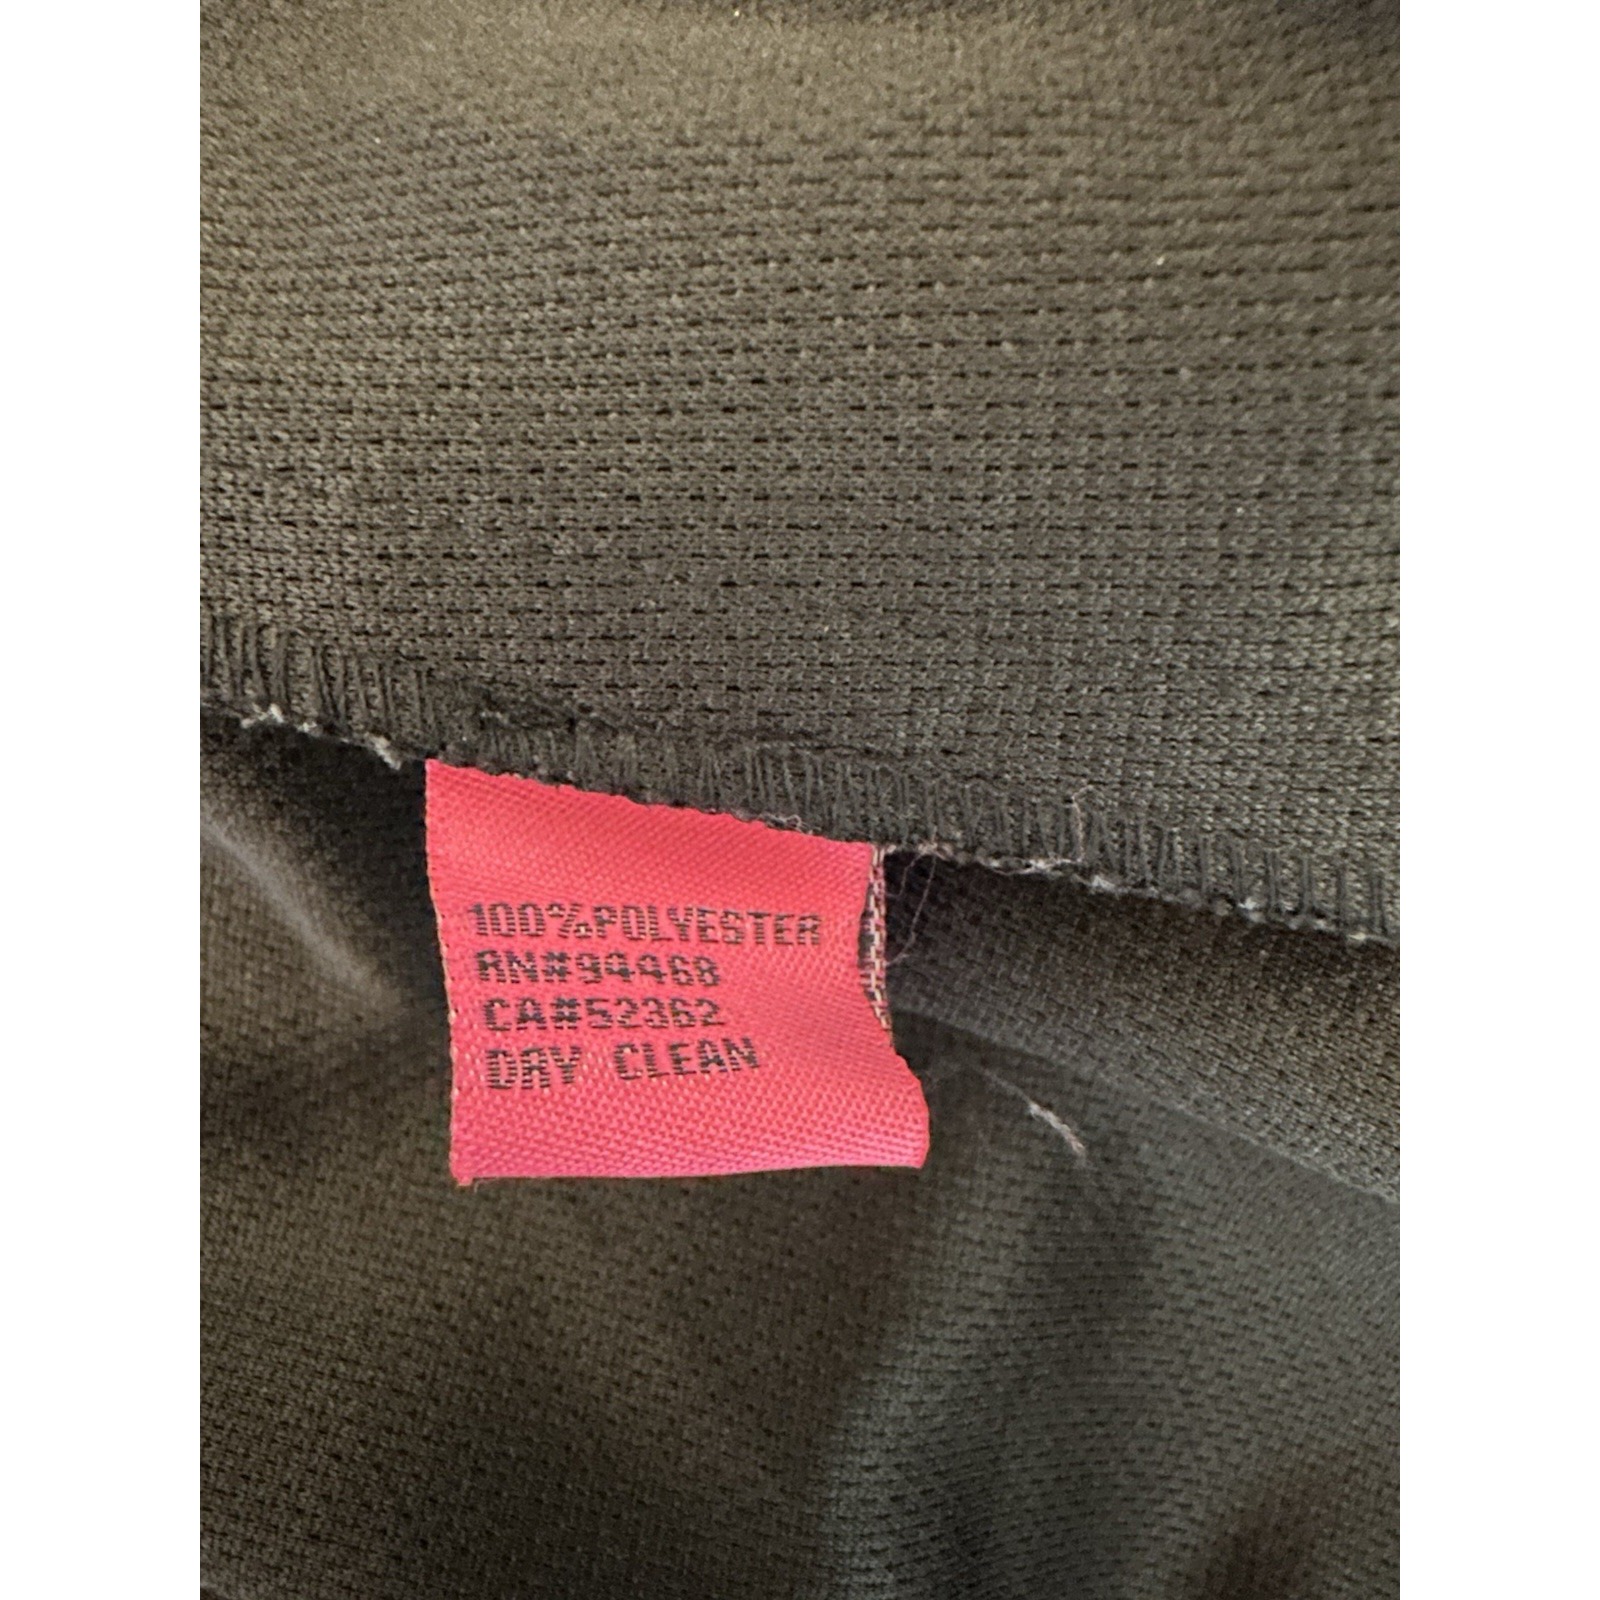 100%POLYESTER
RN#94468
CA#52362
DRY CLEAN